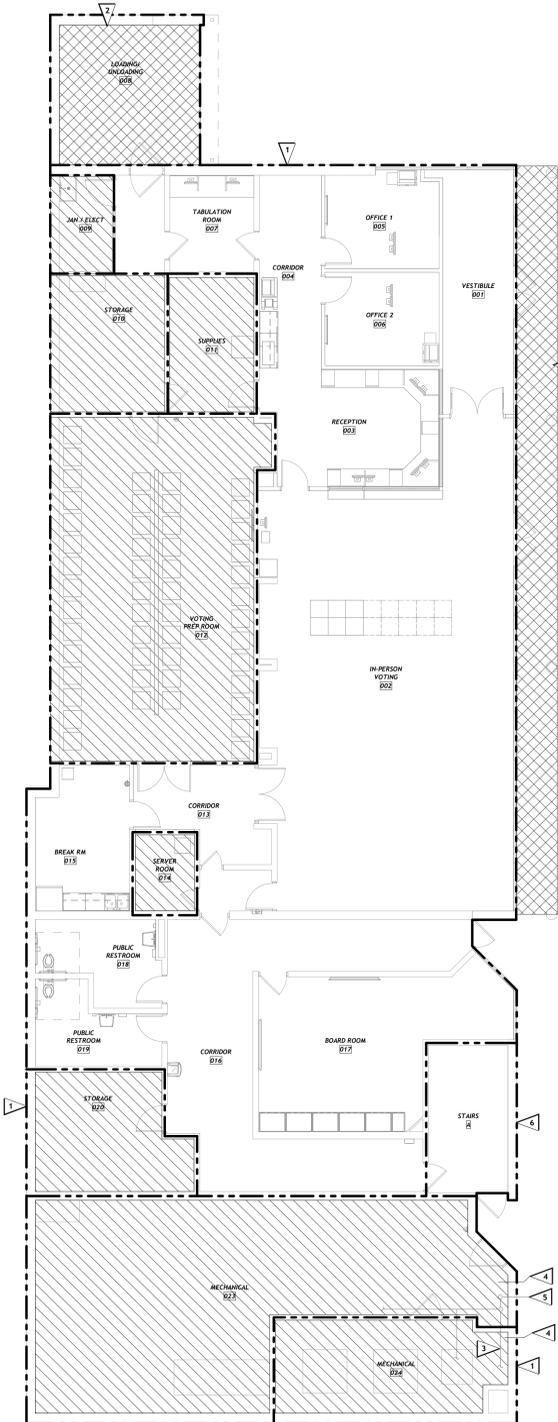 2
LOADING/
UNLOADING
008
1
JAN / ELECT
009
TABULATION
ROOM
007
OFFICE 1
005
CORRIDOR
004
VESTIBULE
001
STORAGE
010
SUPPLIES
011
OFFICE 2
006
RECEPTION
003
VOTING
PREP ROOM
012
IN-PERSON
VOTING
002
CORRIDOR
013
BREAK RM
015
SERVER
ROOM
014
PUBLIC
RESTROOM
018
PUBLIC
RESTROOM
019
CORRIDOR
016
BOARD ROOM
017
STORAGE
020
1
STAIRS
A
6
MECHANICAL
023
4
5
4
3
1
MECHANICAL
024